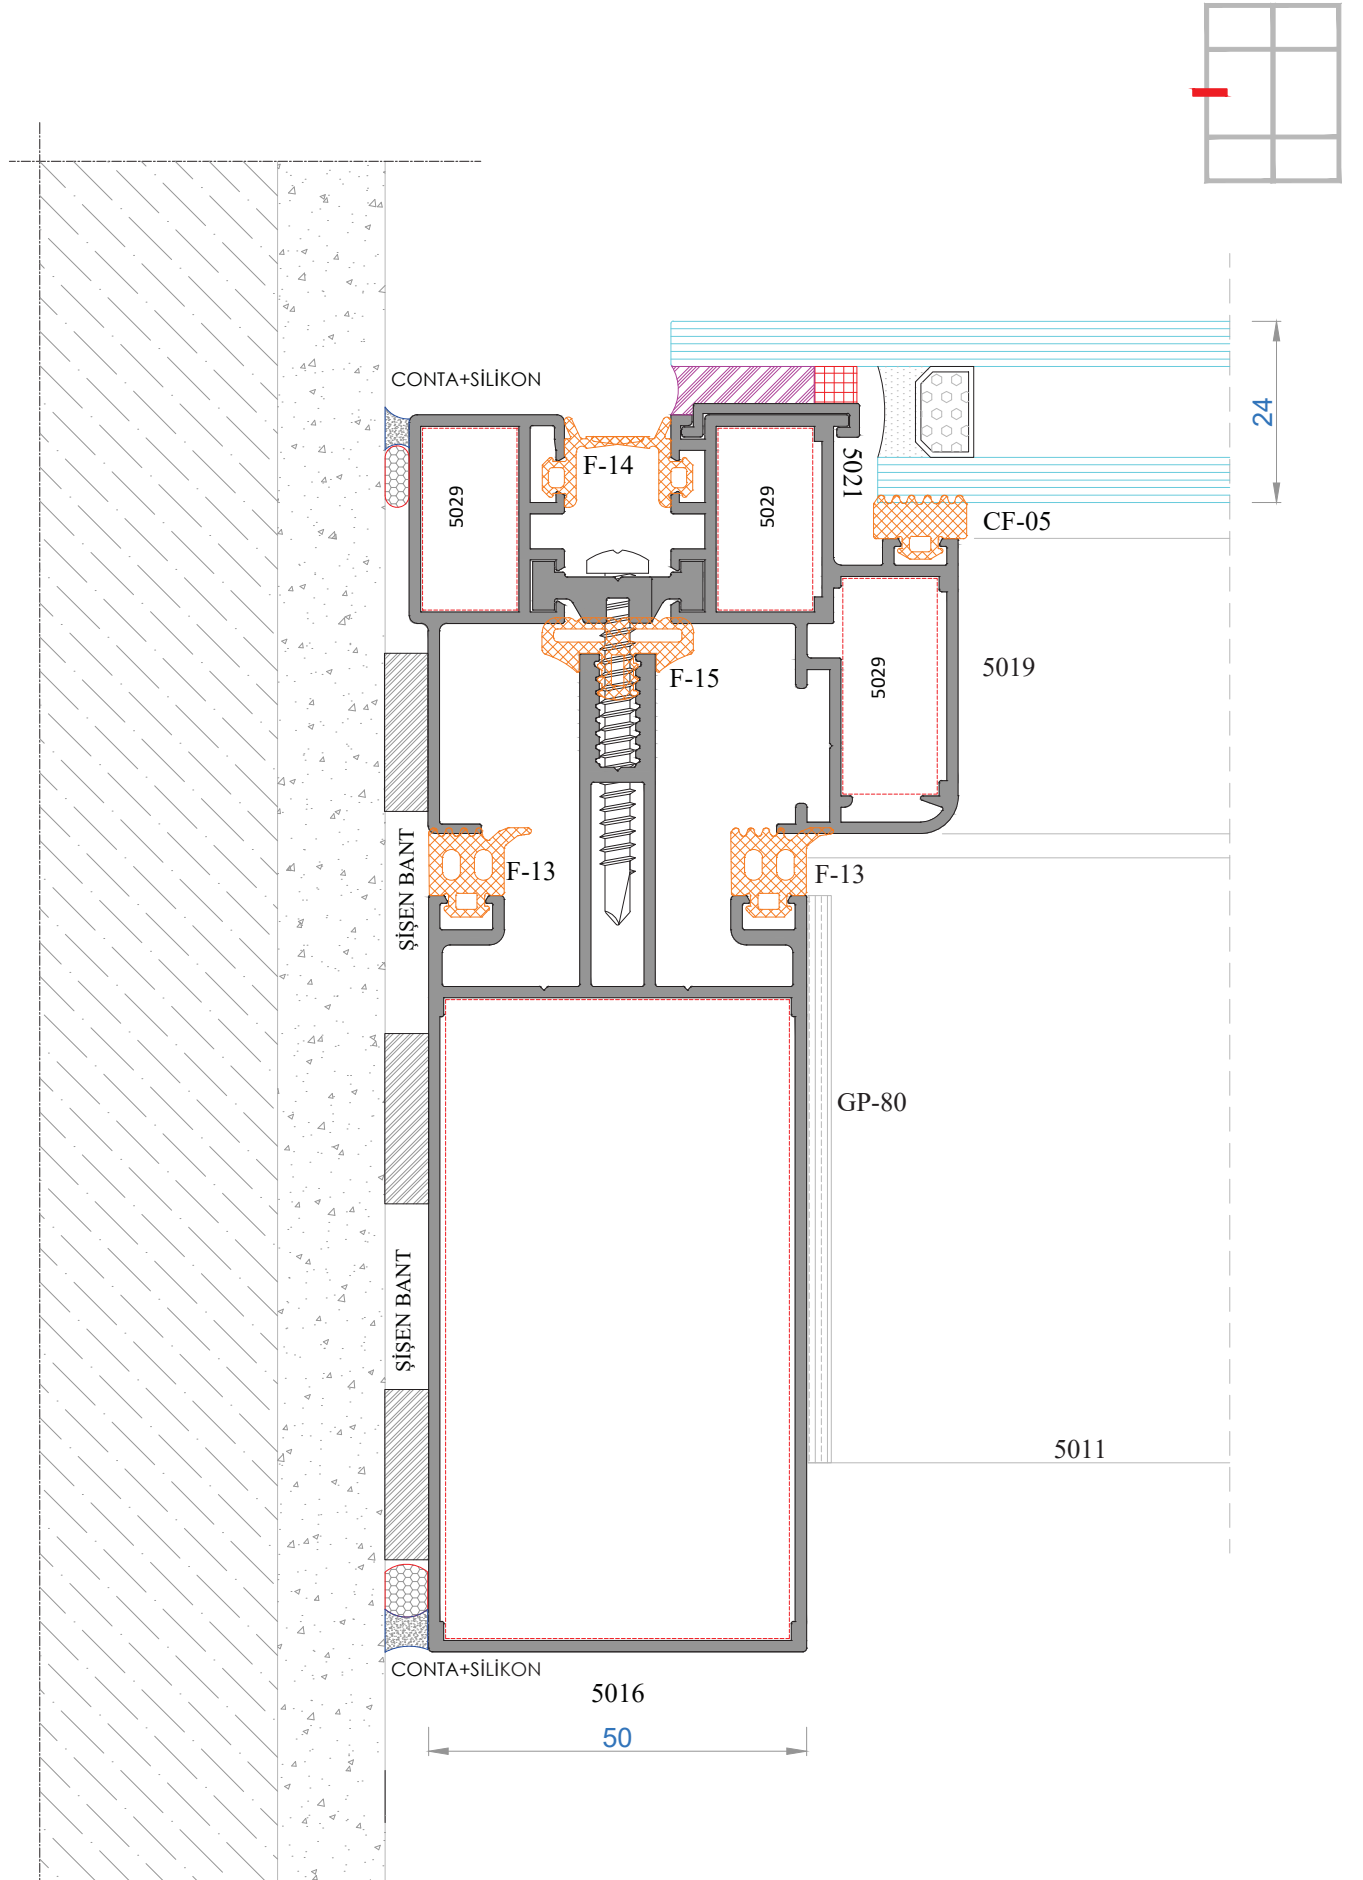 CONTA+SİLİKON
24
F-14
5021
5029
5029
CF-05
5019
5029
F-15
ŞİŞEN BANT
F-13
F-13
GP-80
ŞİŞEN BANT
5011
CONTA+SİLİKON
5016
50